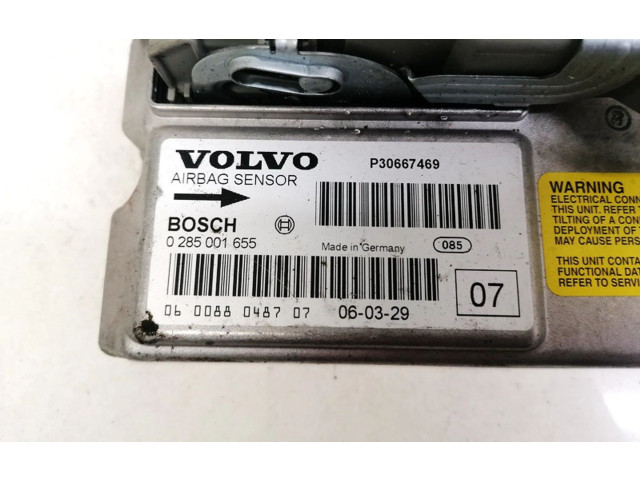 VOLVO
P30667469
AIRBAG SENSOR
BOSCH
0 285 001 655
Made in Germany
085
07
06 0088 0487 07
06-03-29
WARNING
ELECTRICAL CONN
THIS UNIT. REFER T
TILTING OF A CON
DEPLOYMENT OF
MAY CAUSE PERS
THIS UNIT CONTA
FUNCTIONAL DAT
REFER TO SERVI